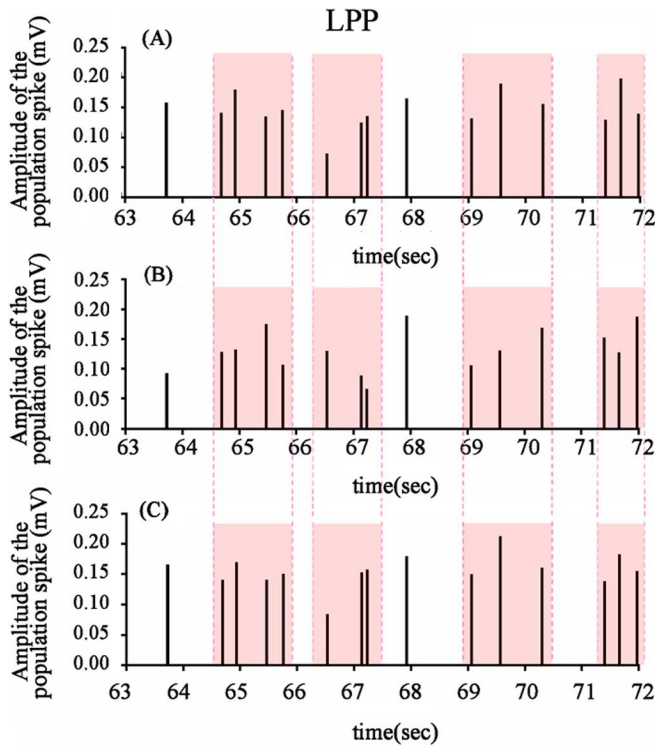 LPP
(A)
Amplitude of the
population spike (mV)
0.25
0.20
0.15
0.10
0.05
0.00
63 64 65 66 67 68 69 70 71 72
time(sec)
(B)
Amplitude of the
population spike (mV)
0.25
0.20
0.15
0.10
0.05
0.00
63 64 65 66 67 68 69 70 71 72
time(sec)
(C)
Amplitude of the
population spike (mV)
0.25
0.20
0.15
0.10
0.05
0.00
63 64 65 66 67 68 69 70 71 72
time(sec)